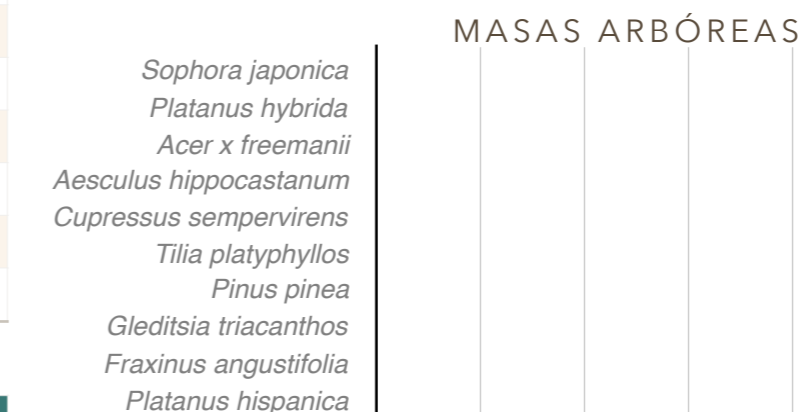 MASAS ARBÓREAS
Sophora japonica
Platanus hybrida
Acer x freemanii
Aesculus hippocastanum
Cupressus sempervirens
Tilia platyphyllos
Pinus pinea
Gleditsia triacanthos
Fraxinus angustifolia
Platanus hispanica